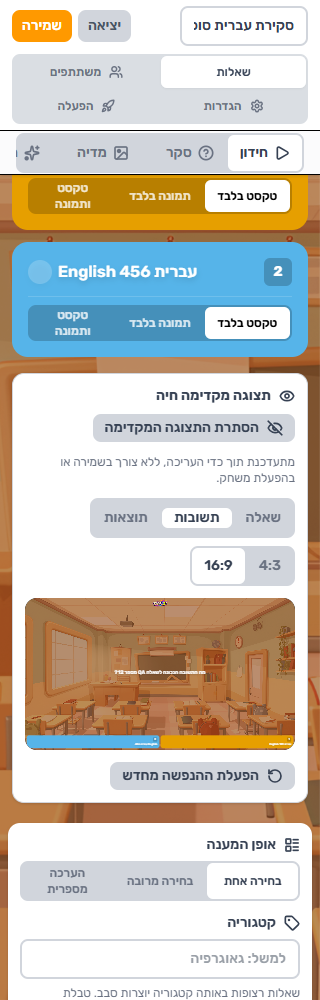 סקירת עברית סוכ
יציאה
שמירה
שאלות
משתתפים
הגדרות
הפעלה
חידון
סקר
מדיה
טקסט בלבד
תמונה בלבד
טקסט ותמונה
2
עברית English 456
טקסט בלבד
תמונה בלבד
טקסט ותמונה
תצוגה מקדימה חיה
הסתרת התצוגה המקדימה
מתעדכנת תוך כדי העריכה, ללא צורך בשמירה או
בהפעלת משחק.
שאלה
תשובות
תוצאות
4:3
16:9
הפעלת ההנפשה מחדש
אופן המענה
בחירה אחת
בחירה מרובה
הערכה מספרית
קטגוריה
למשל: גאוגרפיה
שאלות רצופות באותה קטגוריה יוצרות סבב. טבלת